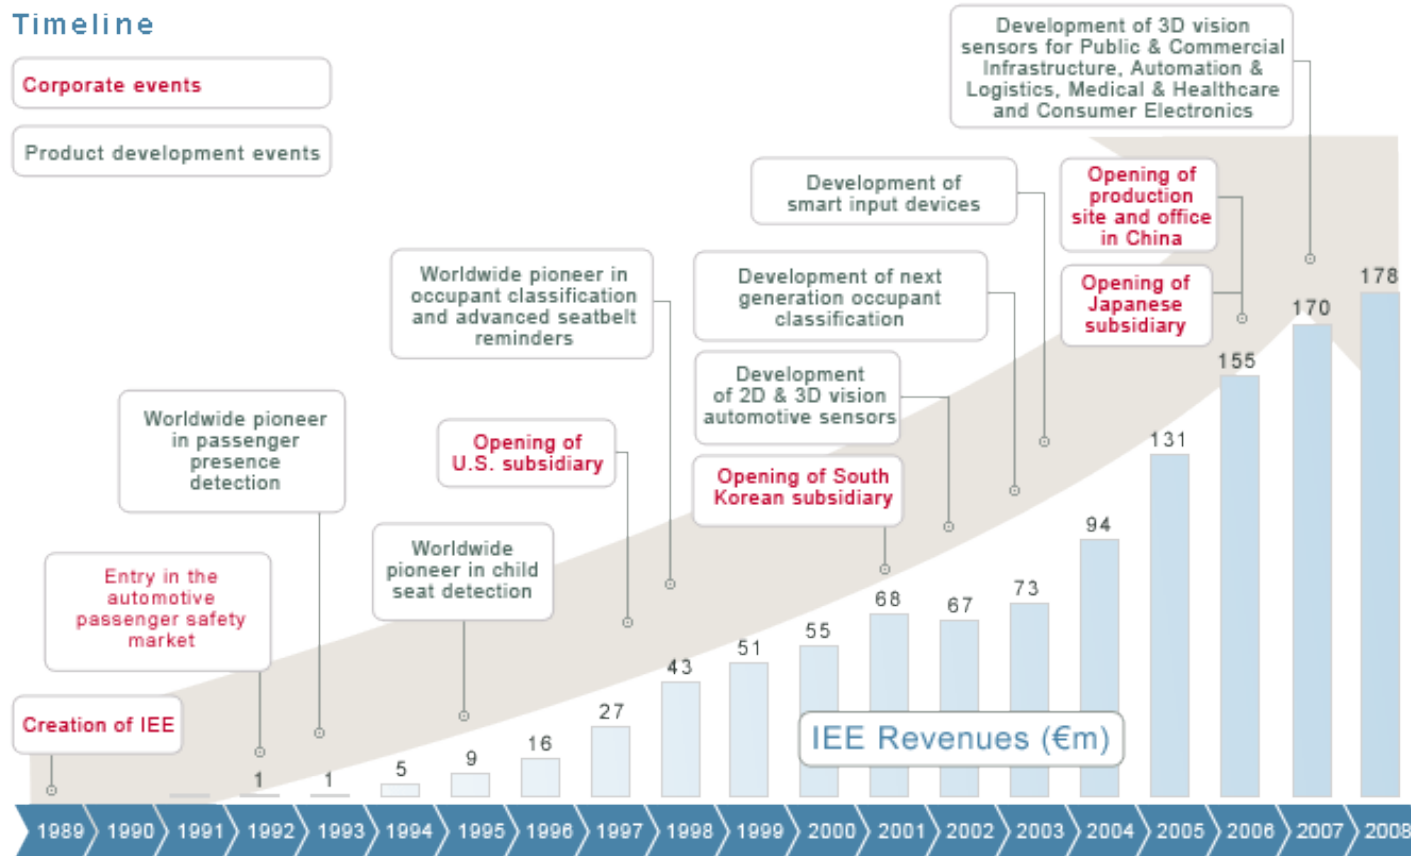 Timeline
Corporate events
Product development events
Creation of IEE
Entry in the
automotive
passenger safety
market
Worldwide pioneer
in passenger
presence
detection
Worldwide
pioneer in child
seat detection
Opening of
U.S. subsidiary
Worldwide pioneer in
occupant classification
and advanced seatbelt
reminders
Opening of South
Korean subsidiary
Development
of 2D & 3D vision
automotive sensors
Development of next
generation occupant
classification
Development of
smart input devices
Opening of
Japanese
subsidiary
Opening of
production
site and office
in China
Development of 3D vision
sensors for Public & Commercial
Infrastructure, Automation &
Logistics, Medical & Healthcare
and Consumer Electronics
1
1
5
9
16
27
43
51
55
68
67
73
94
131
155
170
178
IEE Revenues (€m)
1989
1990
1991
1992
1993
1994
1995
1996
1997
1998
1999
2000
2001
2002
2003
2004
2005
2006
2007
2008